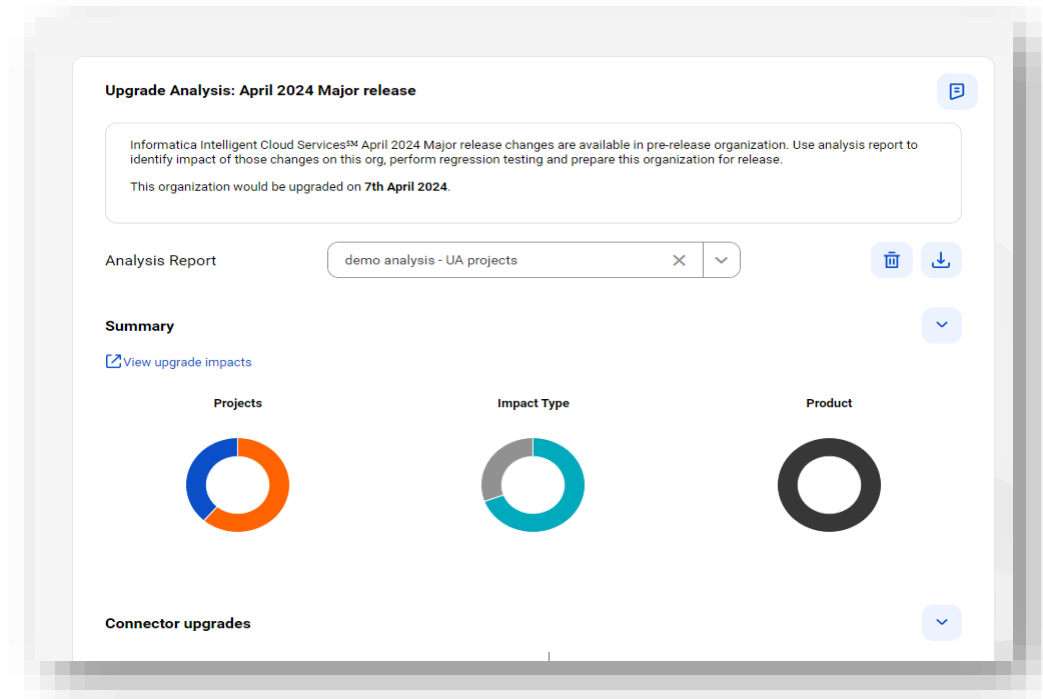 Upgrade Analysis: April 2024 Major release
Informatica Intelligent Cloud Services℠ April 2024 Major release changes are available in pre-release organization. Use analysis report to
identify impact of those changes on this org, perform regression testing and prepare this organization for release.
This organization would be upgraded on 7th April 2024.
Analysis Report
demo analysis - UA projects
Summary
View upgrade impacts
Projects
Impact Type
Product
Connector upgrades